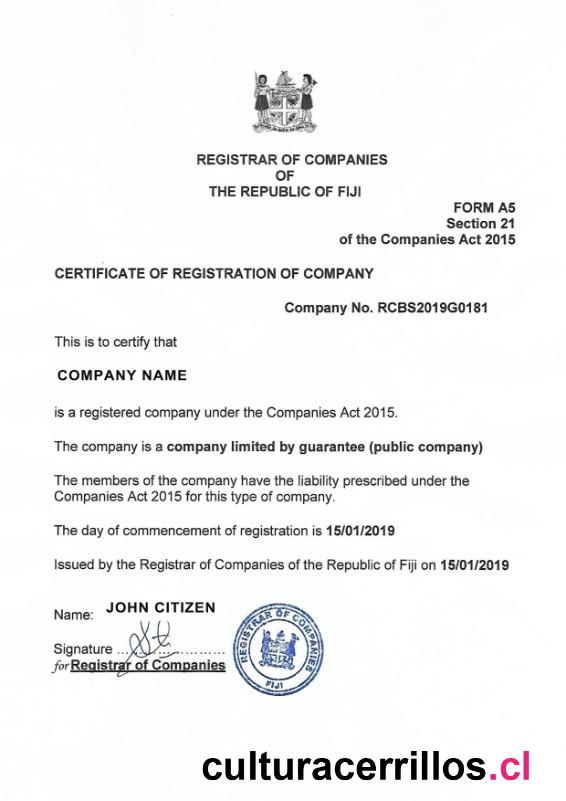 REGISTRAR OF COMPANIES
OF
THE REPUBLIC OF FIJI
FORM A5
Section 21
of the Companies Act 2015
CERTIFICATE OF REGISTRATION OF COMPANY
Company No. RCBS2019G0181
This is to certify that
COMPANY NAME
is a registered company under the Companies Act 2015.
The company is a company limited by guarantee (public company)
The members of the company have the liability prescribed under the
Companies Act 2015 for this type of company.
The day of commencement of registration is 15/01/2019
Issued by the Registrar of Companies of the Republic of Fiji on 15/01/2019
Name: JOHN CITIZEN
Signature ......................
for Registrar of Companies
REGISTRAR OF COMPANIES
FIJI
culturacerrillos.cl